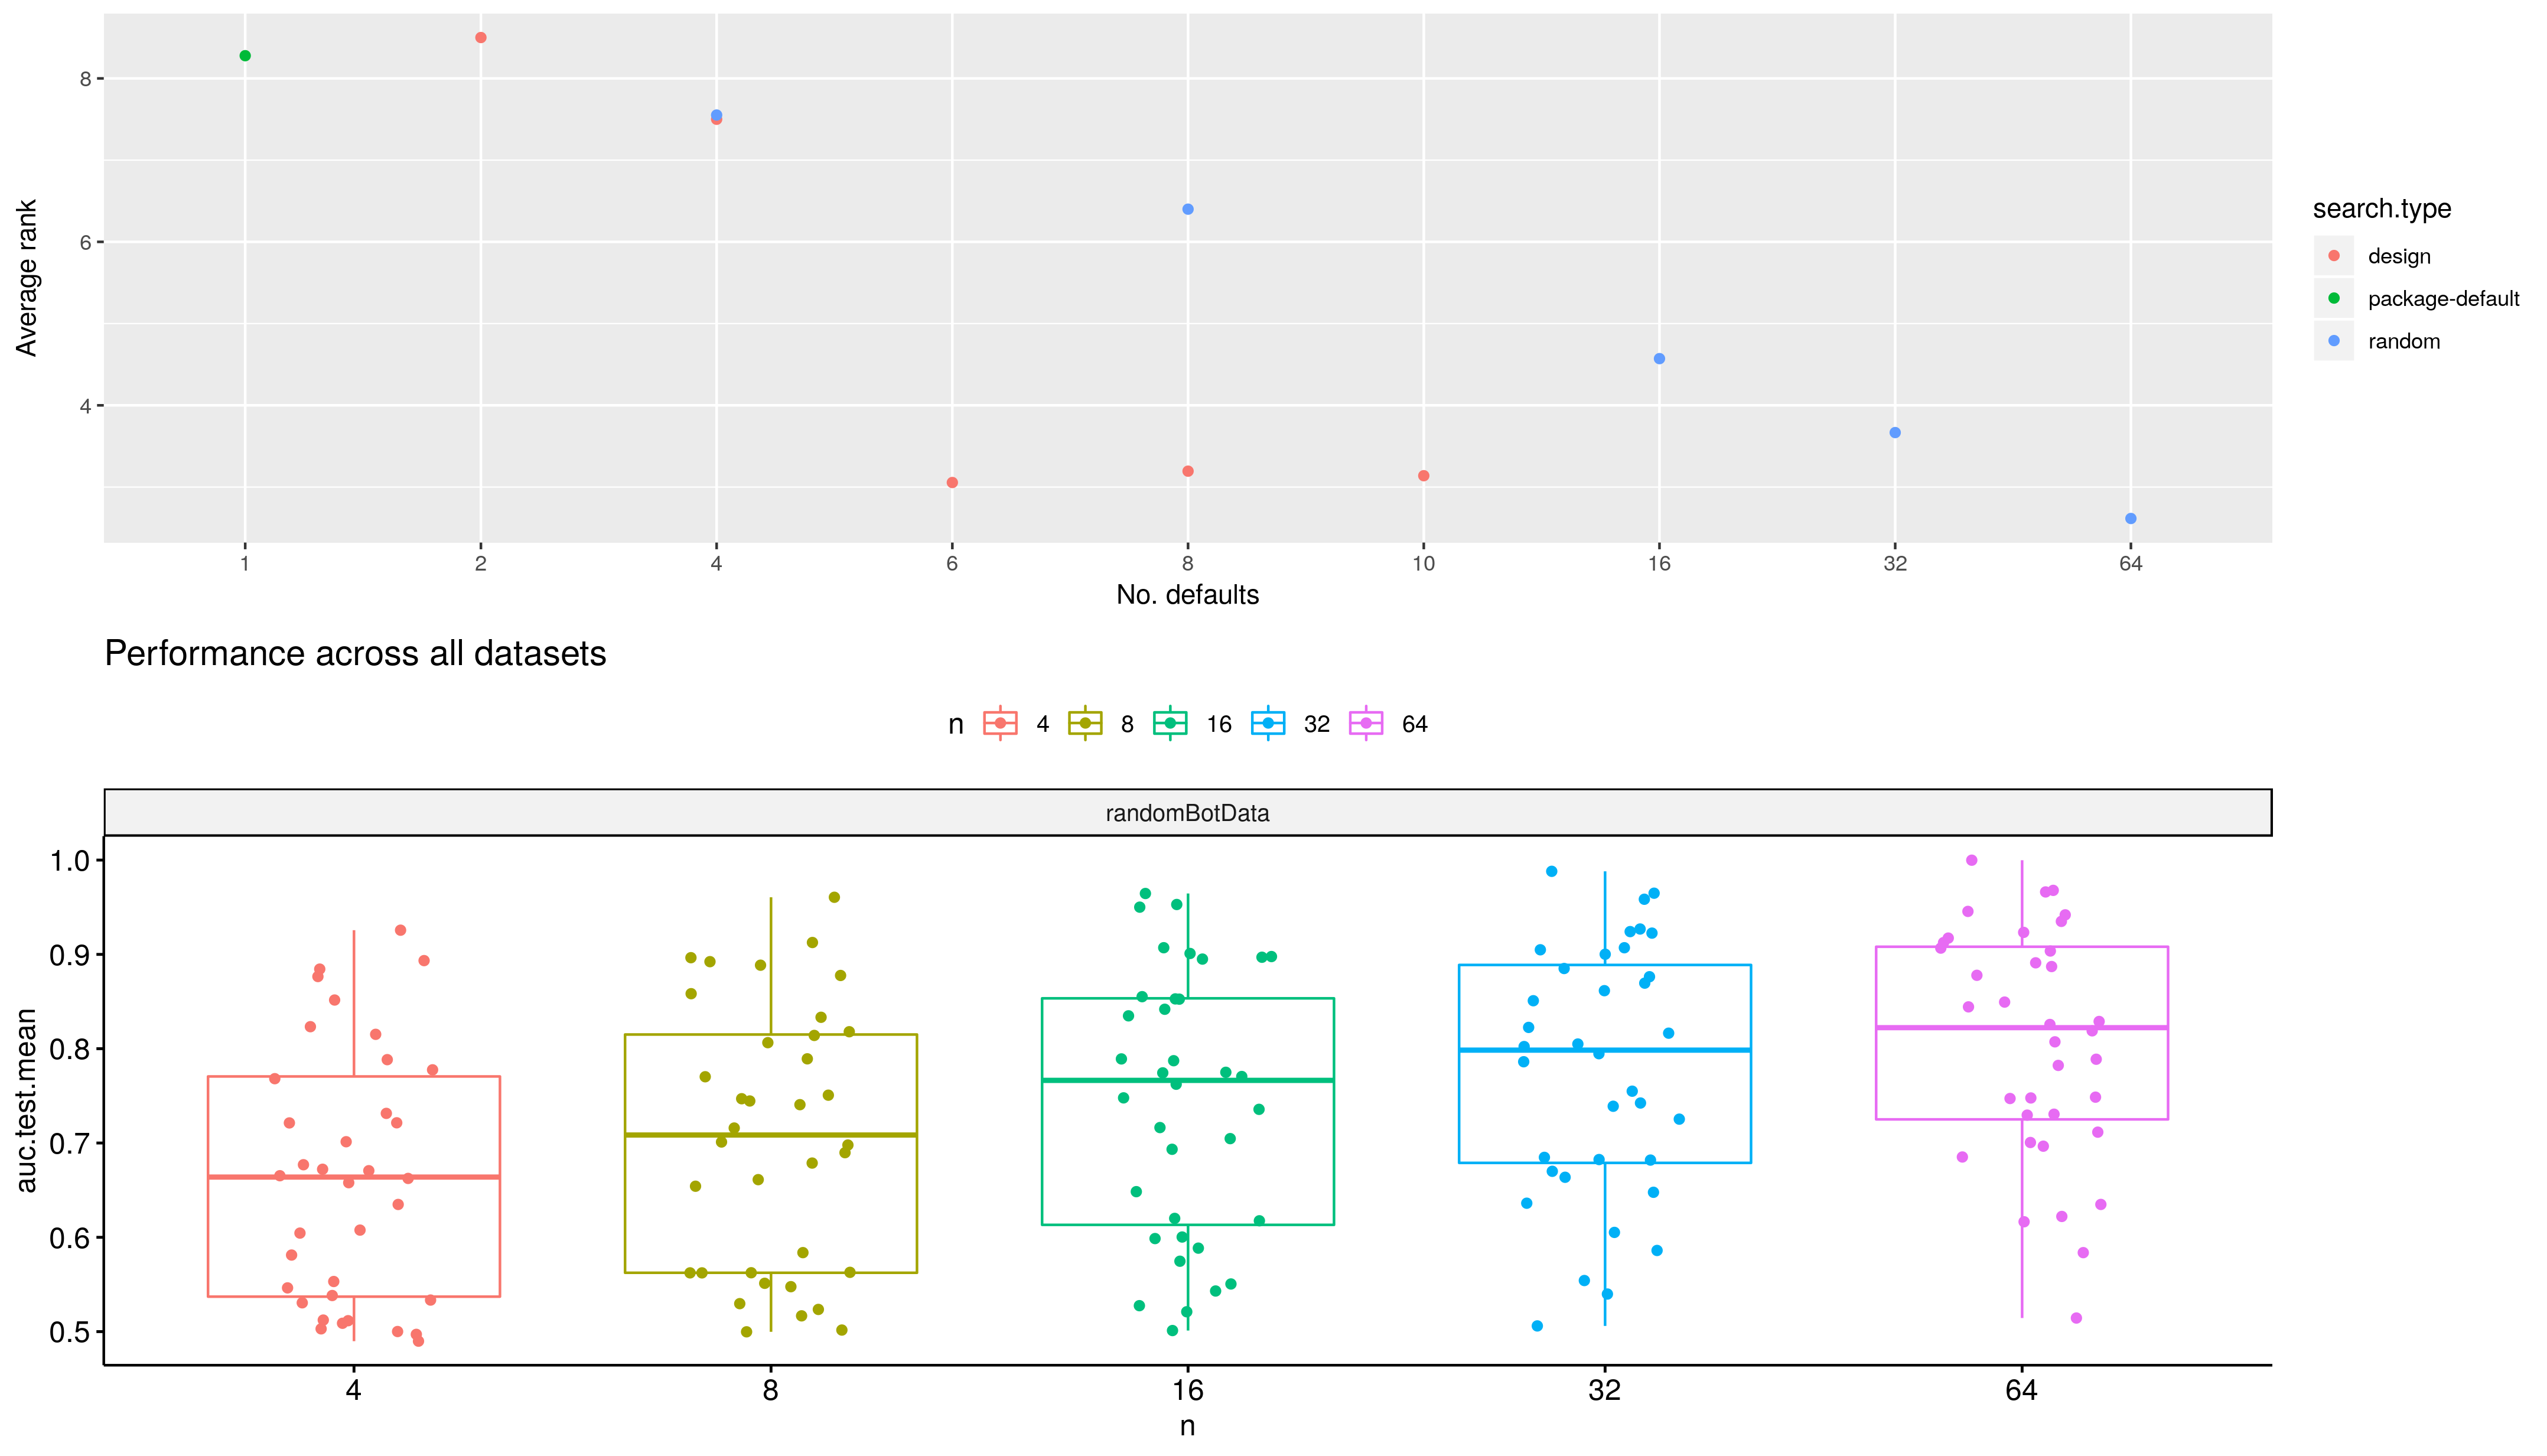 8
6
4
Average rank
1 2 4 6 8 10 16 32 64
No. defaults
search.type
design
package-default
random
Performance across all datasets
n 4 8 16 32 64
randomBotData
1.0
0.9
0.8
0.7
0.6
0.5
auc.test.mean
4 8 16 32 64
n